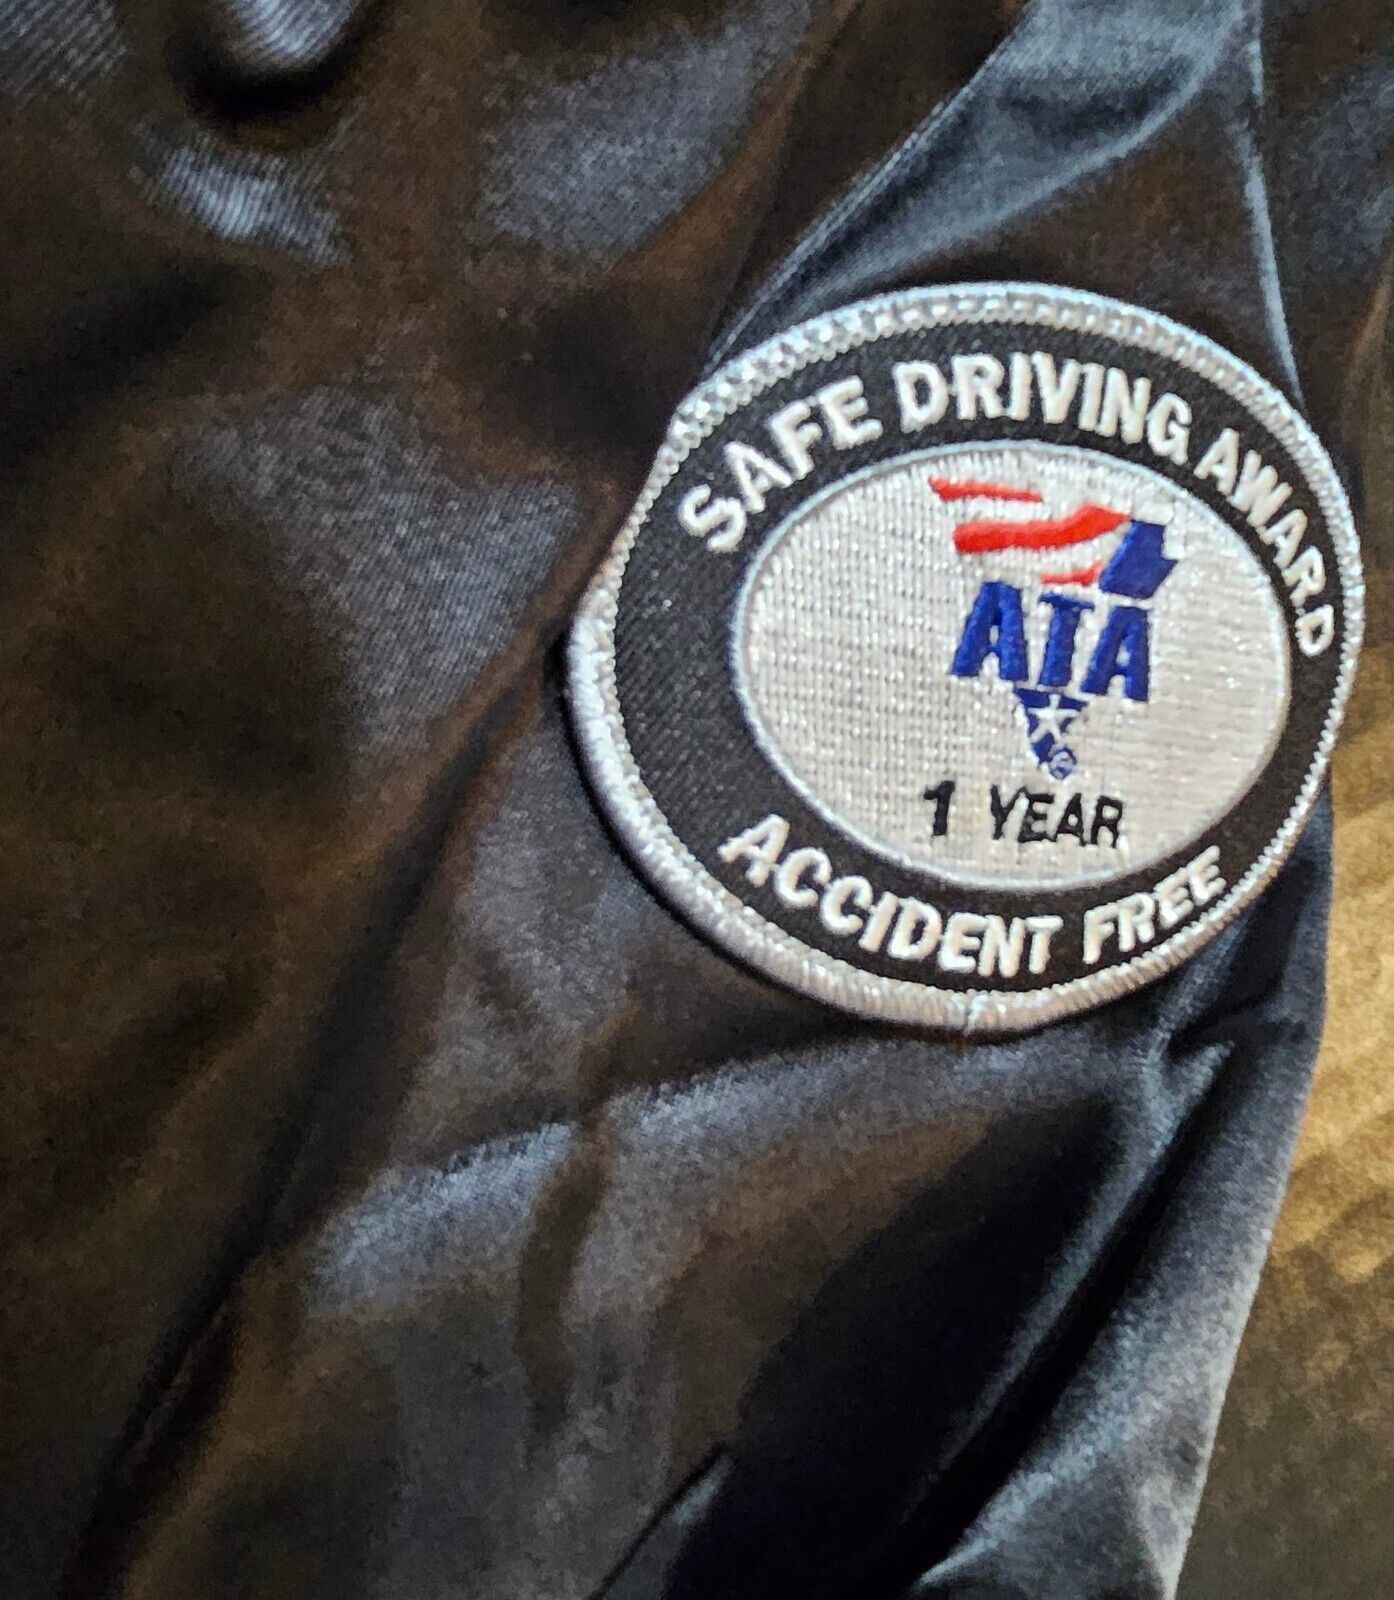 SAFE DRIVING AWARD
ATA
1 YEAR
ACCIDENT FREE